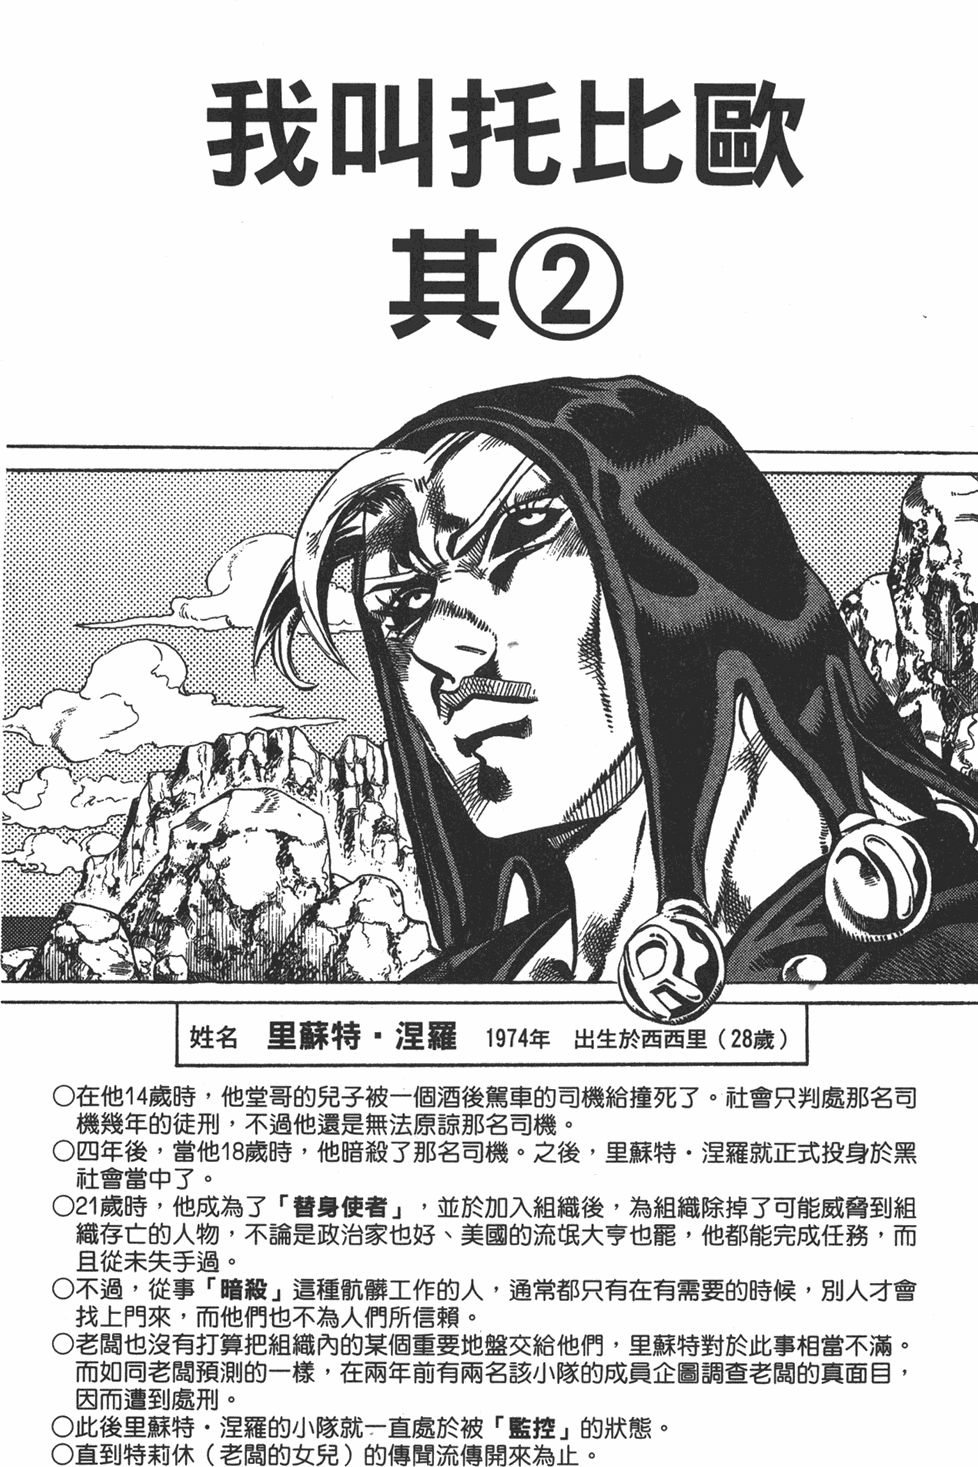 我叫托比歐
其②
姓名 里蘇特・涅羅 1974年 出生於西西里（28歲）
○在他14歲時，他堂哥的兒子被一個酒後駕車的司機給撞死了。社會只判處那名司
機幾年的徒刑，不過他還是無法原諒那名司機。
○四年後，當他18歲時，他暗殺了那名司機。之後，里蘇特・涅羅就正式投身於黑
社會當中了。
○21歲時，他成為了「替身使者」，並於加入組織後，為組織除掉了可能威脅到組
織存亡的人物，不論是政治家也好、美國的流氓大亨也罷，他都能完成任務，而
且從未失手過。
○不過，從事「暗殺」這種骯髒工作的人，通常都只有在有需要的時候，別人才會
找上門來，而他們也不為人們所信賴。
○老闆也沒有打算把組織內的某個重要地盤交給他們，里蘇特對於此事相當不滿。
而如同老闆預測的一樣，在兩年前有兩名該小隊的成員企圖調查老闆的真面目，
因而遭到處刑。
○此後里蘇特・涅羅的小隊就一直處於被「監控」的狀態。
○直到特莉休（老闆的女兒）的傳聞流傳開來為止。